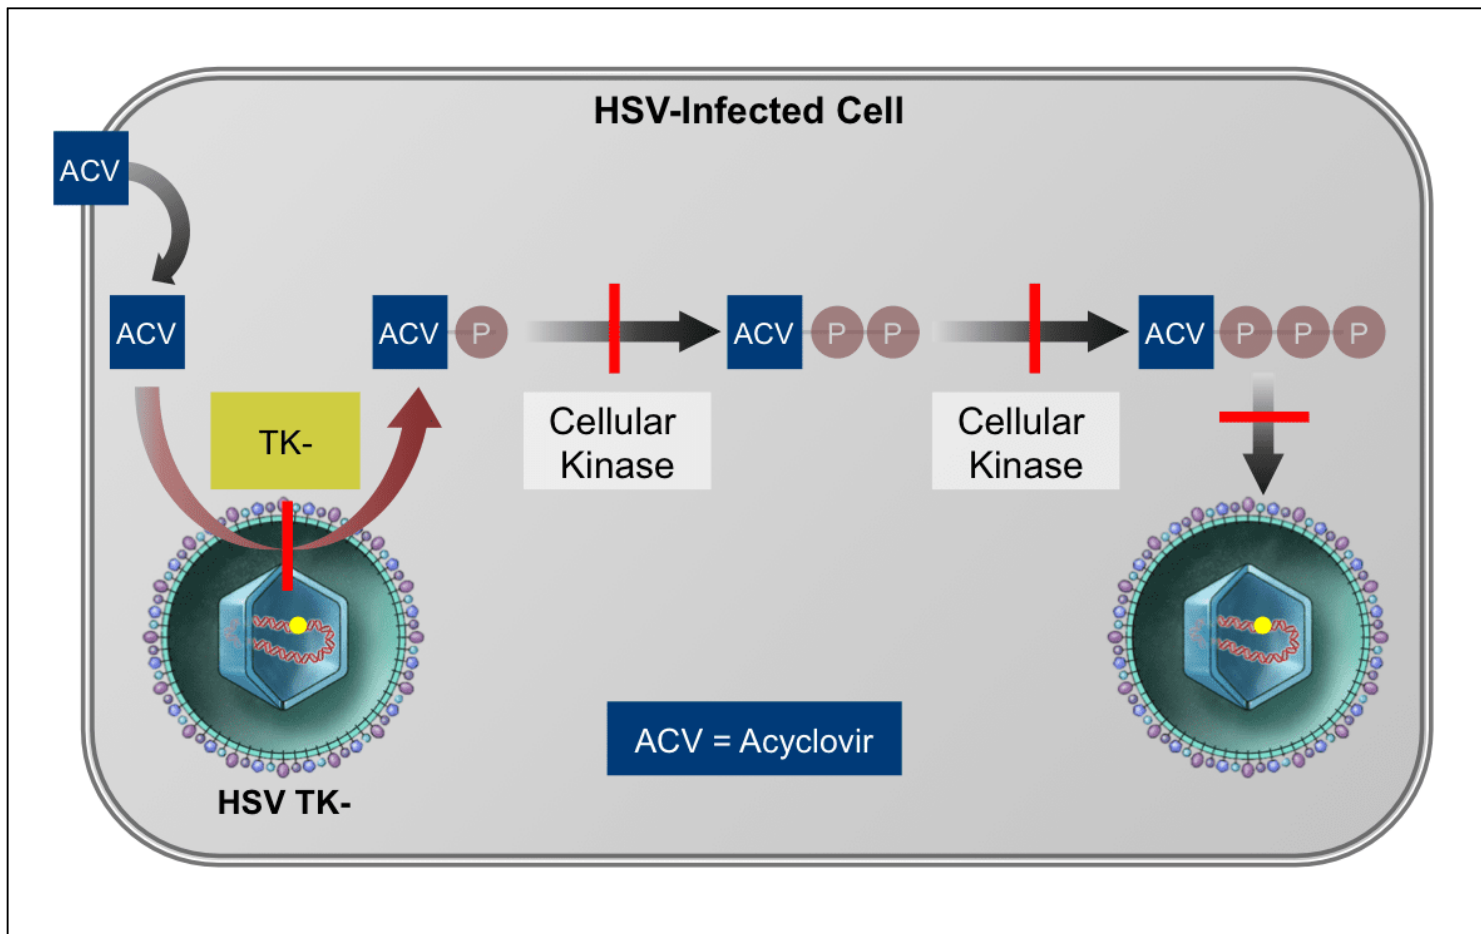 HSV-Infected Cell
ACV
ACV
ACV P
ACV P P
ACV P P P
TK-
Cellular
Kinase
Cellular
Kinase
HSV TK-
ACV = Acyclovir